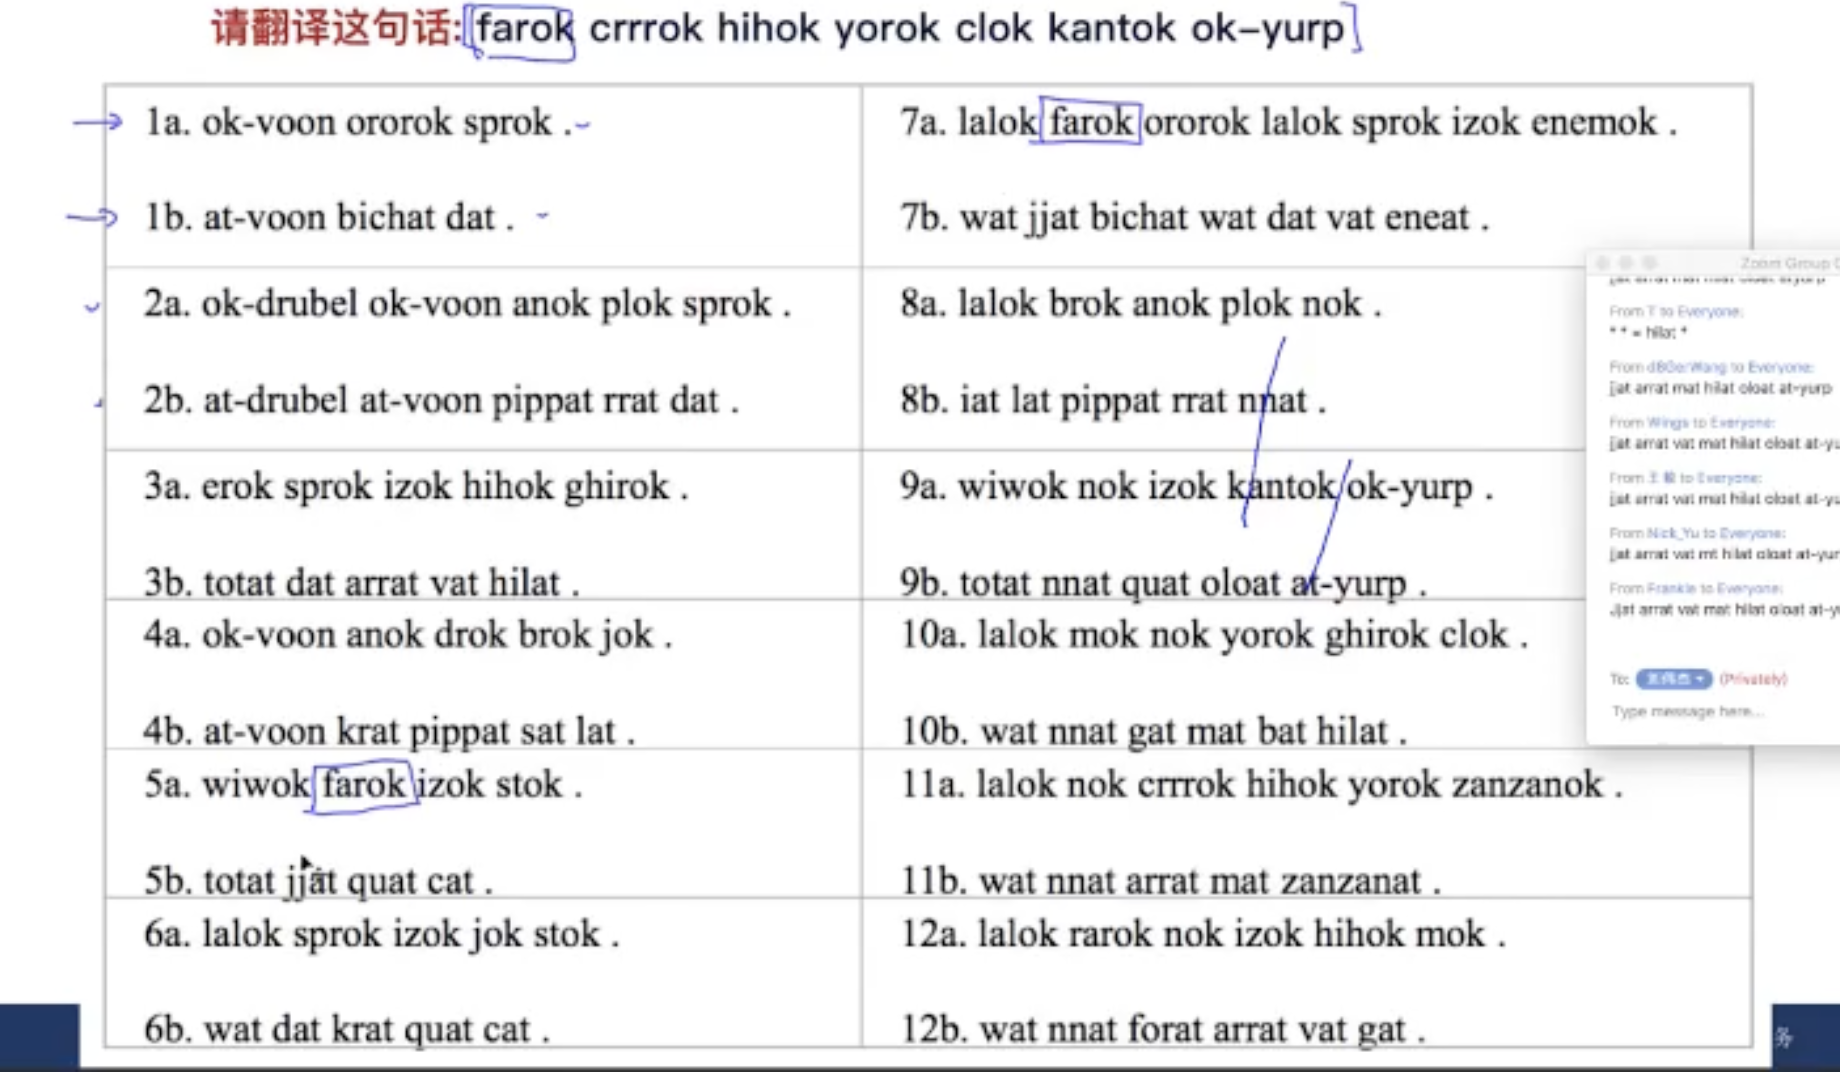 请翻译这句话: farok crrrok hihok yorok clok kantok ok-yurp
1a. ok-voon ororok sprok .
1b. at-voon bichat dat .
2a. ok-drubel ok-voon anok plok sprok .
2b. at-drubel at-voon pippat rrat dat .
3a. erok sprok izok hihok ghirok .
3b. totat dat arrat vat hilat .
4a. ok-voon anok drok brok jok .
4b. at-voon krat pippat sat lat .
5a. wiwok farok izok stok .
5b. totat jjat quat cat .
6a. lalok sprok izok jok stok .
6b. wat dat krat quat cat .
7a. lalok farok ororok lalok sprok izok enemok .
7b. wat jjat bichat wat dat vat eneat .
8a. lalok brok anok plok nok .
8b. iat lat pippat rrat nnat .
9a. wiwok nok izok kantok ok-yurp .
9b. totat nnat quat oloat at-yurp .
10a. lalok mok nok yorok ghirok clok .
10b. wat nnat gat mat bat hilat .
11a. lalok nok crrrok hihok yorok zanzanok .
11b. wat nnat arrat mat zanzanat .
12a. lalok rarok nok izok hihok mok .
12b. wat nnat forat arrat vat gat .
Zoom Group
From T to Everyone:
* * = hilat *
From dBGerWang to Everyone:
jjat arrat mat hilat oloat at-yurp
From Wings to Everyone:
jjat arrat vat mat hilat oloat at-yu
From to Everyone:
jjat arrat vat mat hilat oloat at-yu
From Nick_Yu to Everyone:
jjat arrat vat mt hilat oloat at-yur
From Frankie to Everyone:
Jjat arrat vat mat hilat oloat at-y
To: (Privately)
Type message here...
务